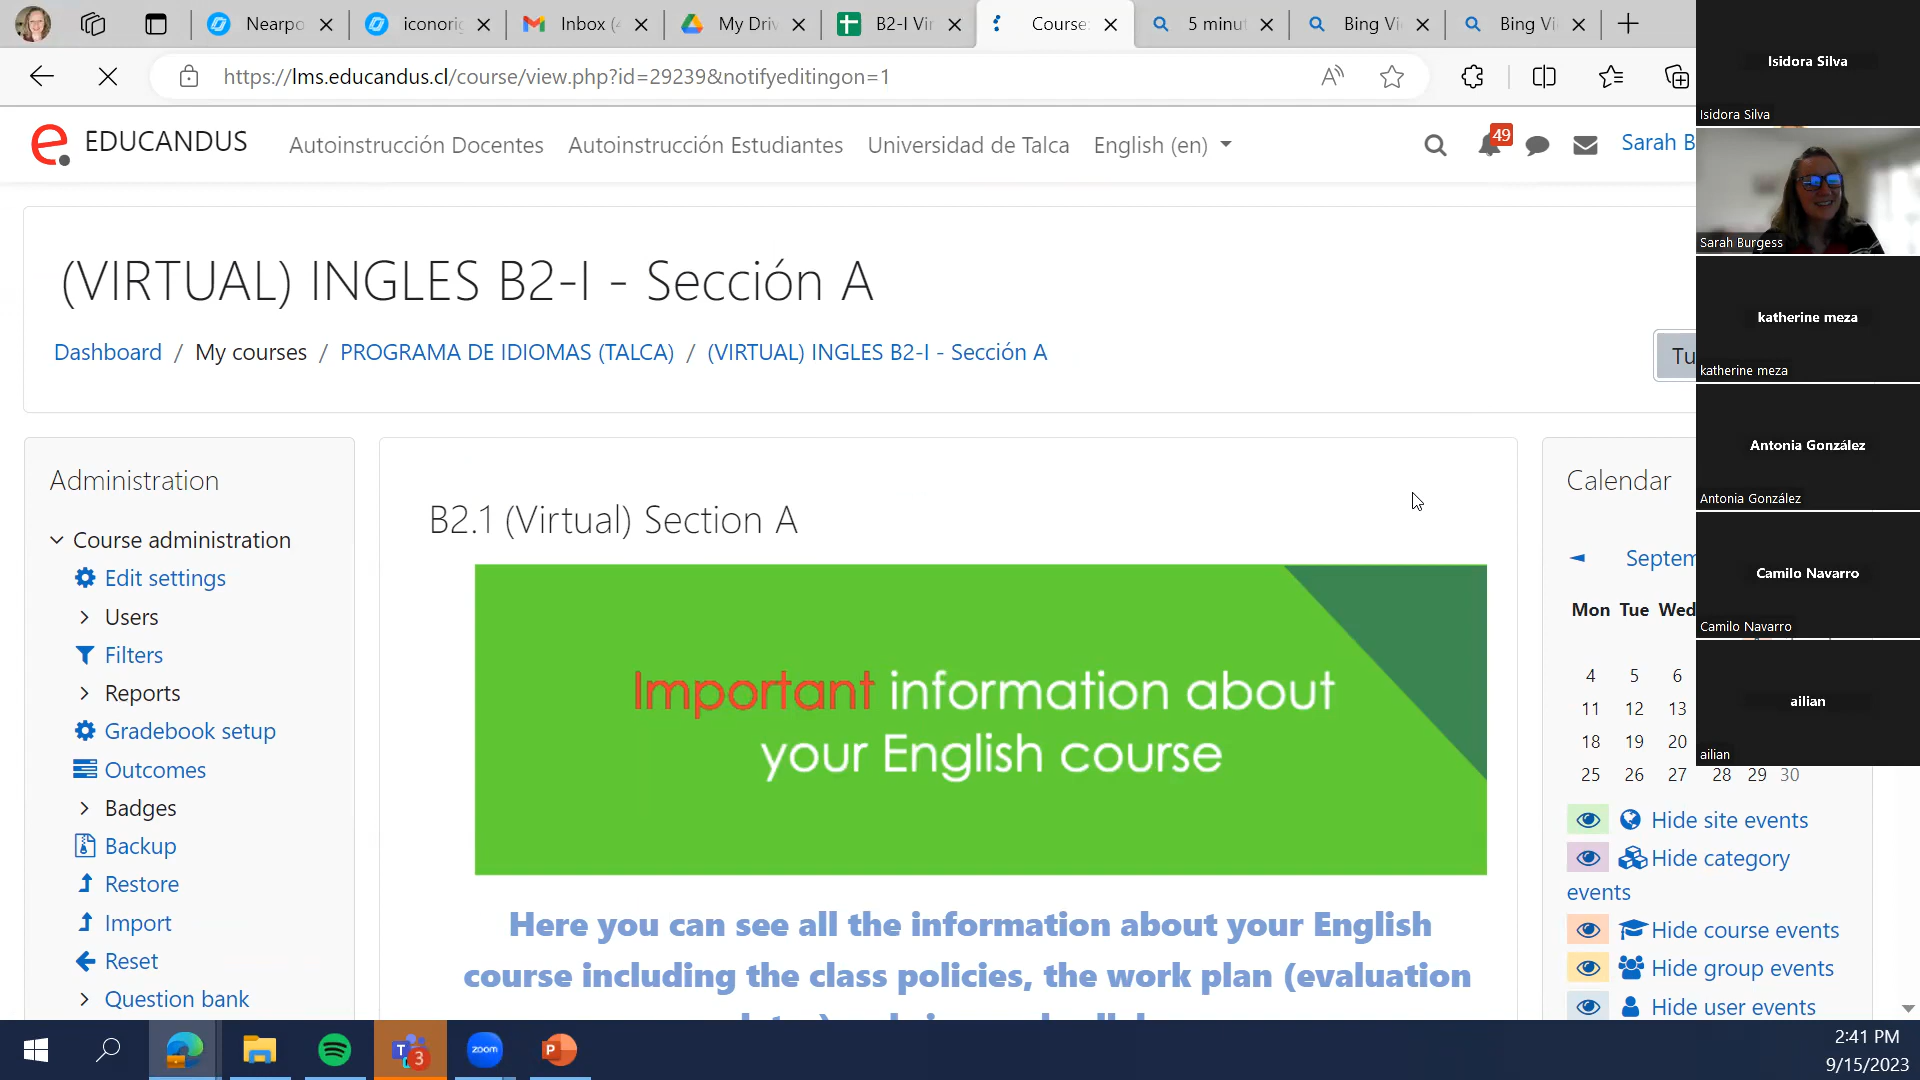 Nearpo
iconori
Inbox (
My Driv
B2-I Vir
Course:
5 minut
Bing Vi
Bing Vi
https://lms.educandus.cl/course/view.php?id=29239&notifyeditingon=1
EDUCANDUS
Autoinstrucción Docentes
Autoinstrucción Estudiantes
Universidad de Talca
English (en)
49
Sarah B
(VIRTUAL) INGLES B2-I - Sección A
Dashboard / My courses / PROGRAMA DE IDIOMAS (TALCA) / (VIRTUAL) INGLES B2-I - Sección A
Tu
Administration
Course administration
Edit settings
Users
Filters
Reports
Gradebook setup
Outcomes
Badges
Backup
Restore
Import
Reset
Question bank
B2.1 (Virtual) Section A
Important information about
your English course
Here you can see all the information about your English
course including the class policies, the work plan (evaluation
Calendar
Septem
Mon Tue Wed
4 5 6
11 12 13
18 19 20
25 26 27 28 29 30
Hide site events
Hide category
events
Hide course events
Hide group events
Hide user events
Isidora Silva
Isidora Silva
Sarah Burgess
katherine meza
katherine meza
Antonia González
Antonia González
Camilo Navarro
Camilo Navarro
ailian
ailian
3
zoom
2:41 PM
9/15/2023